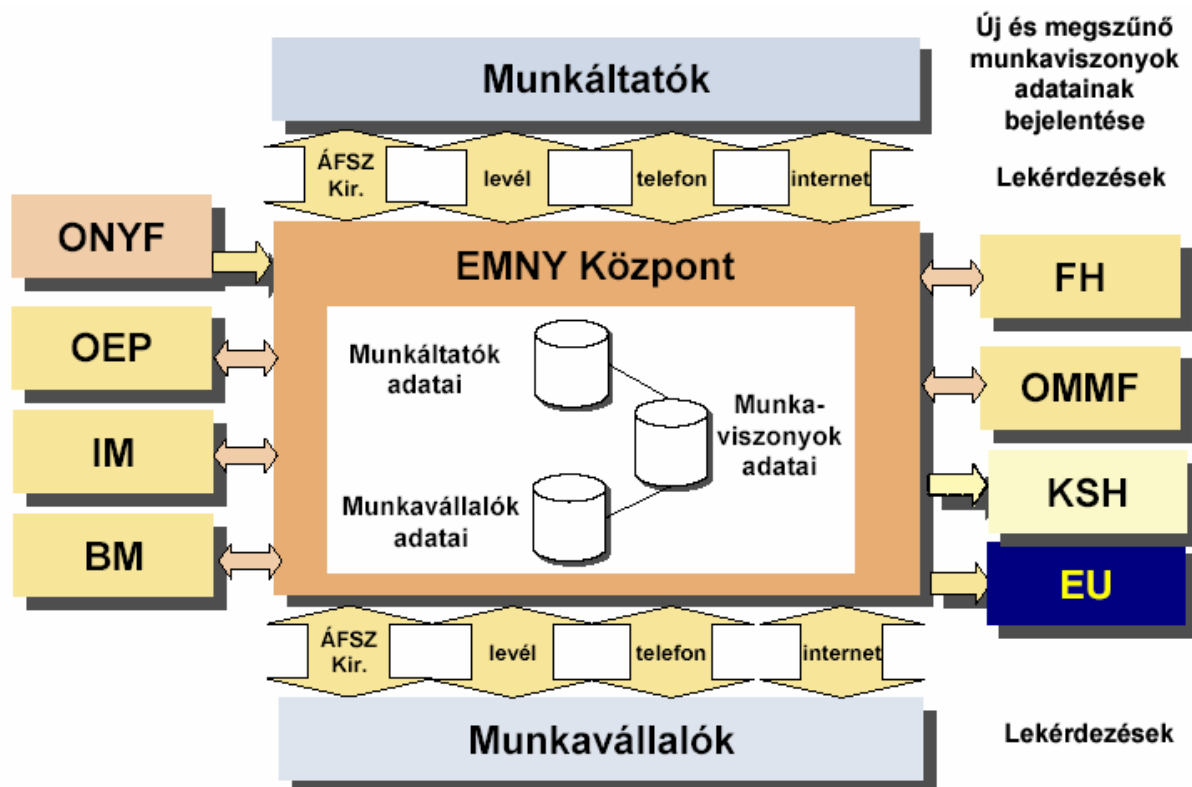 Új és megszűnő
munkaviszonyok
adatainak
bejelentése
Munkáltatók
ÁFSZ
Kir.
levél
telefon
internet
Lekérdezések
ONYF
OEP
IM
BM
EMNY Központ
Munkáltatók
adatai
Munka-
viszonyok
adatai
Munkavállalók
adatai
FH
OMMF
KSH
EU
ÁFSZ
Kir.
levél
telefon
internet
Munkavállalók
Lekérdezések